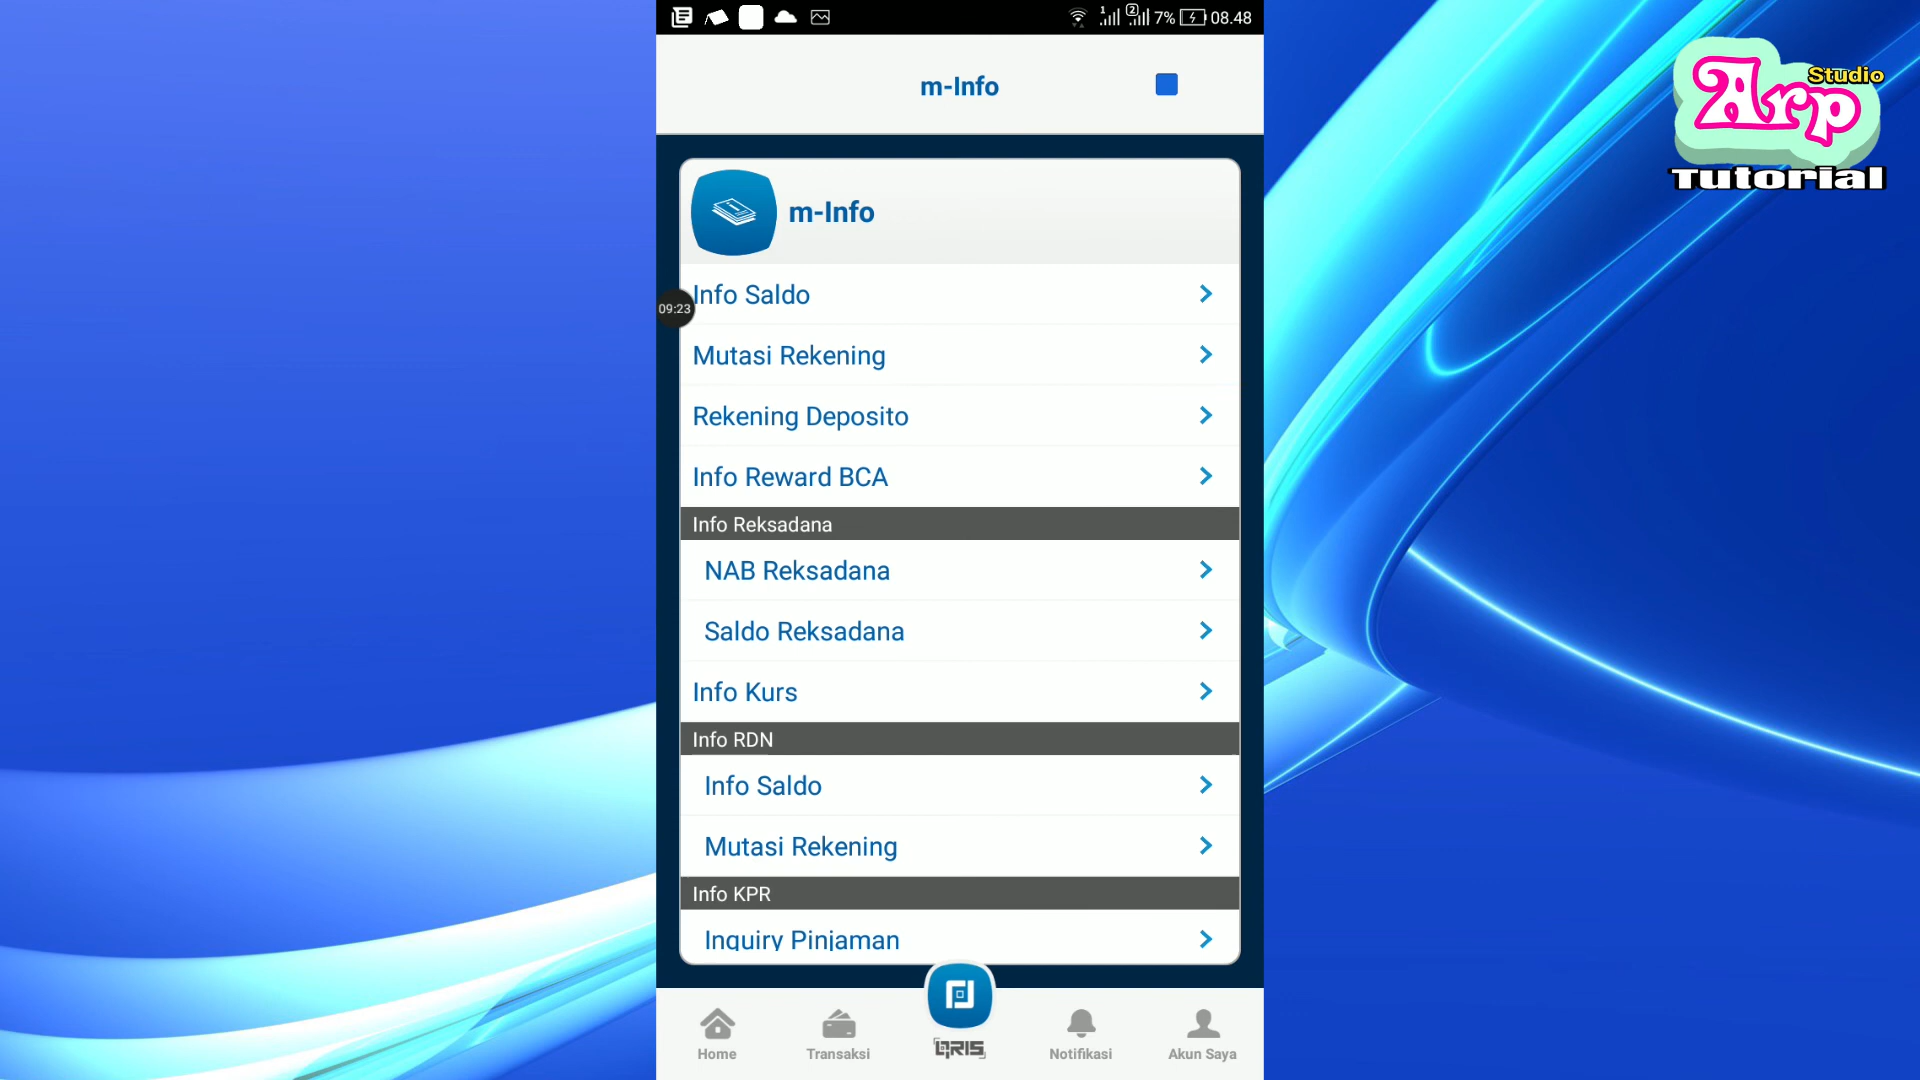 1
2
7%
08.48
m-Info
Arp
Studio
Tutorial
m-Info
Info Saldo
09:23
Mutasi Rekening
Rekening Deposito
Info Reward BCA
Info Reksadana
NAB Reksadana
Saldo Reksadana
Info Kurs
Info RDN
Info Saldo
Mutasi Rekening
Info KPR
Inquiry Pinjaman
Home
Transaksi
QRIS
Notifikasi
Akun Saya